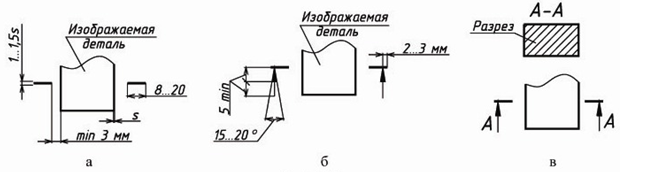 Изображаемая
деталь
1...1,5s
8...20
s
min 3 мм
а
Изображаемая
деталь
2...3 мм
5 min
15...20°
б
А-А
Разрез
А
А
в